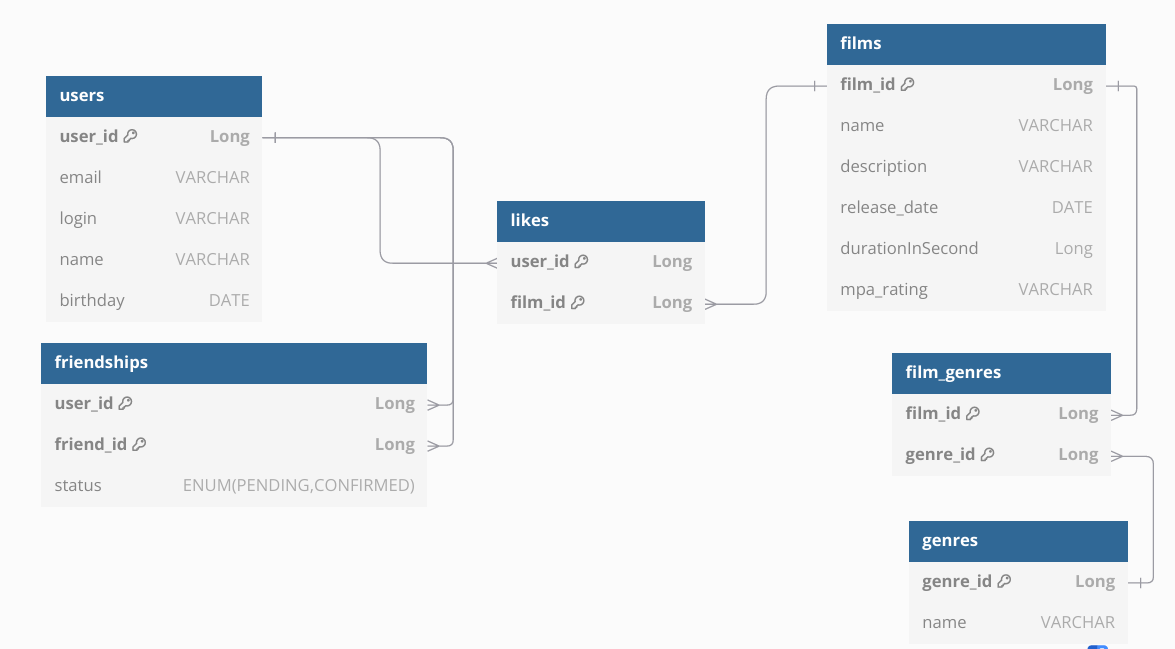 users
user_id Long
email VARCHAR
login VARCHAR
name VARCHAR
birthday DATE
friendships
user_id Long
friend_id Long
status ENUM(PENDING,CONFIRMED)
likes
user_id Long
film_id Long
films
film_id Long
name VARCHAR
description VARCHAR
release_date DATE
durationInSecond Long
mpa_rating VARCHAR
film_genres
film_id Long
genre_id Long
genres
genre_id Long
name VARCHAR